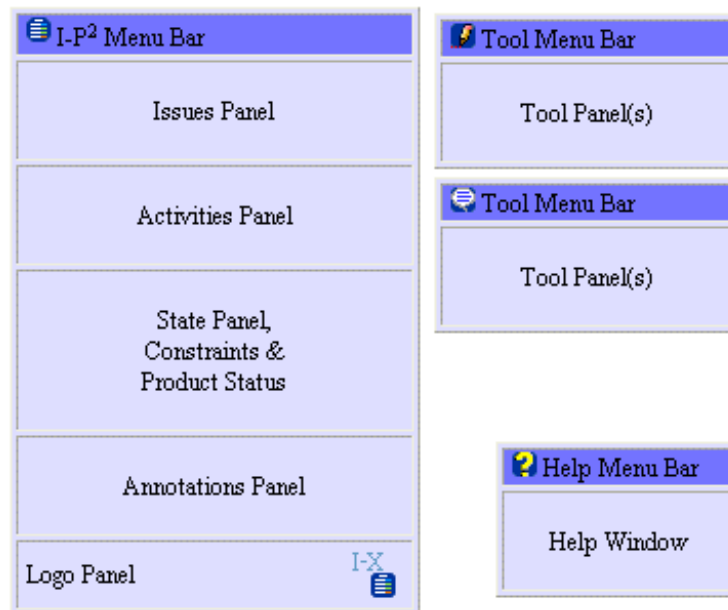 I-P² Menu Bar
Issues Panel
Activities Panel
State Panel,
Constraints &
Product Status
Annotations Panel
Logo Panel
I-X
Tool Menu Bar
Tool Panel(s)
Tool Menu Bar
Tool Panel(s)
Help Menu Bar
Help Window